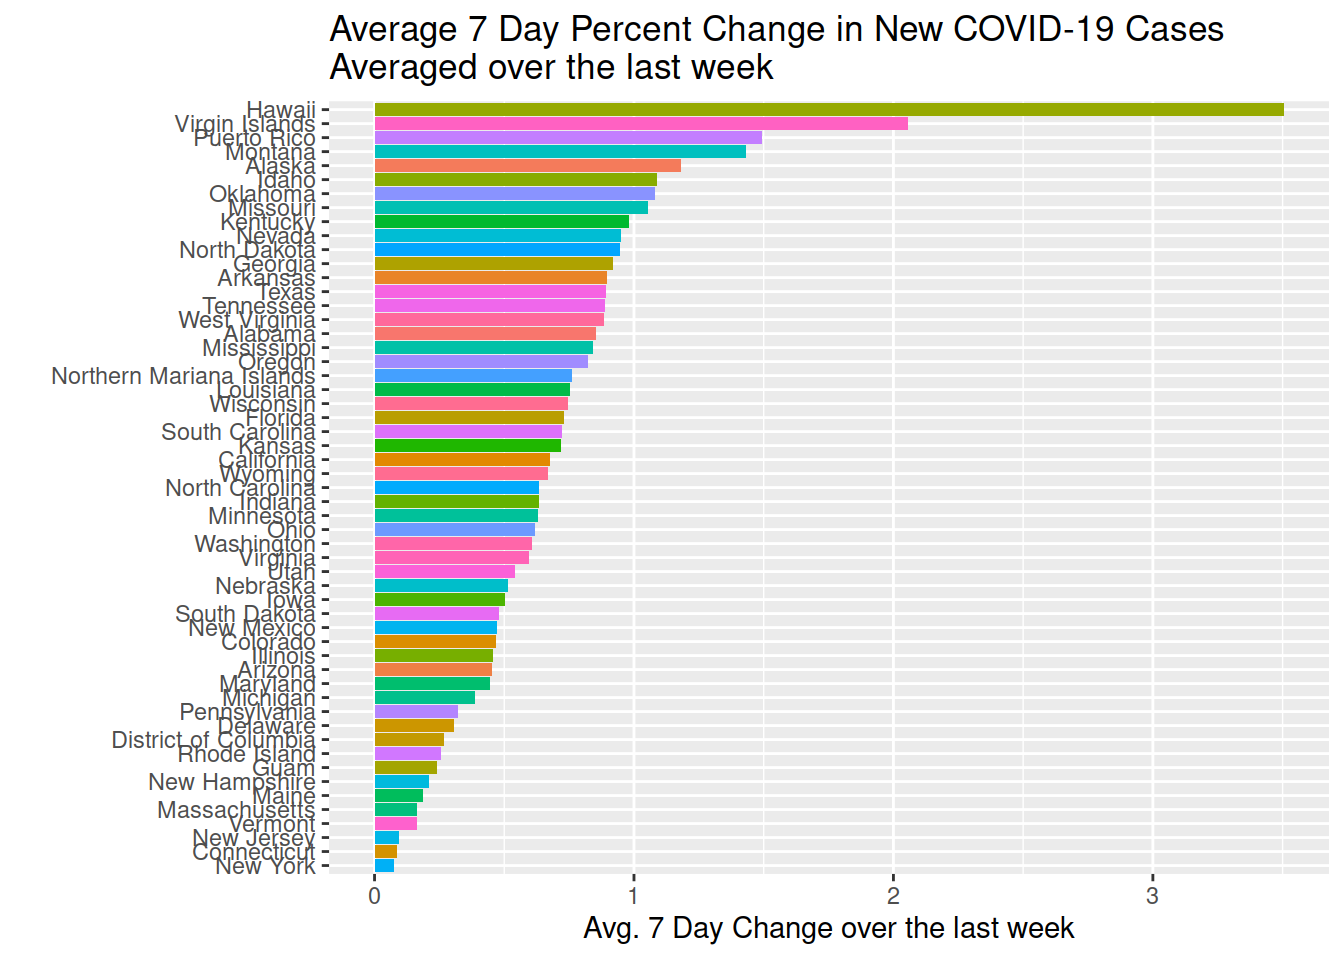 Average 7 Day Percent Change in New COVID-19 Cases
Averaged over the last week
Hawaii
Virgin Islands
Puerto Rico
Montana
Alaska
Idaho
Oklahoma
Missouri
Kentucky
Nevada
North Dakota
Georgia
Arkansas
Texas
Tennessee
West Virginia
Alabama
Mississippi
Oregon
Northern Mariana Islands
Louisiana
Wisconsin
Florida
South Carolina
Kansas
California
Wyoming
North Carolina
Indiana
Minnesota
Ohio
Washington
Virginia
Utah
Nebraska
Iowa
South Dakota
New Mexico
Colorado
Illinois
Arizona
Maryland
Michigan
Pennsylvania
Delaware
District of Columbia
Rhode Island
Guam
New Hampshire
Maine
Massachusetts
Vermont
New Jersey
Connecticut
New York
0 1 2 3
Avg. 7 Day Change over the last week